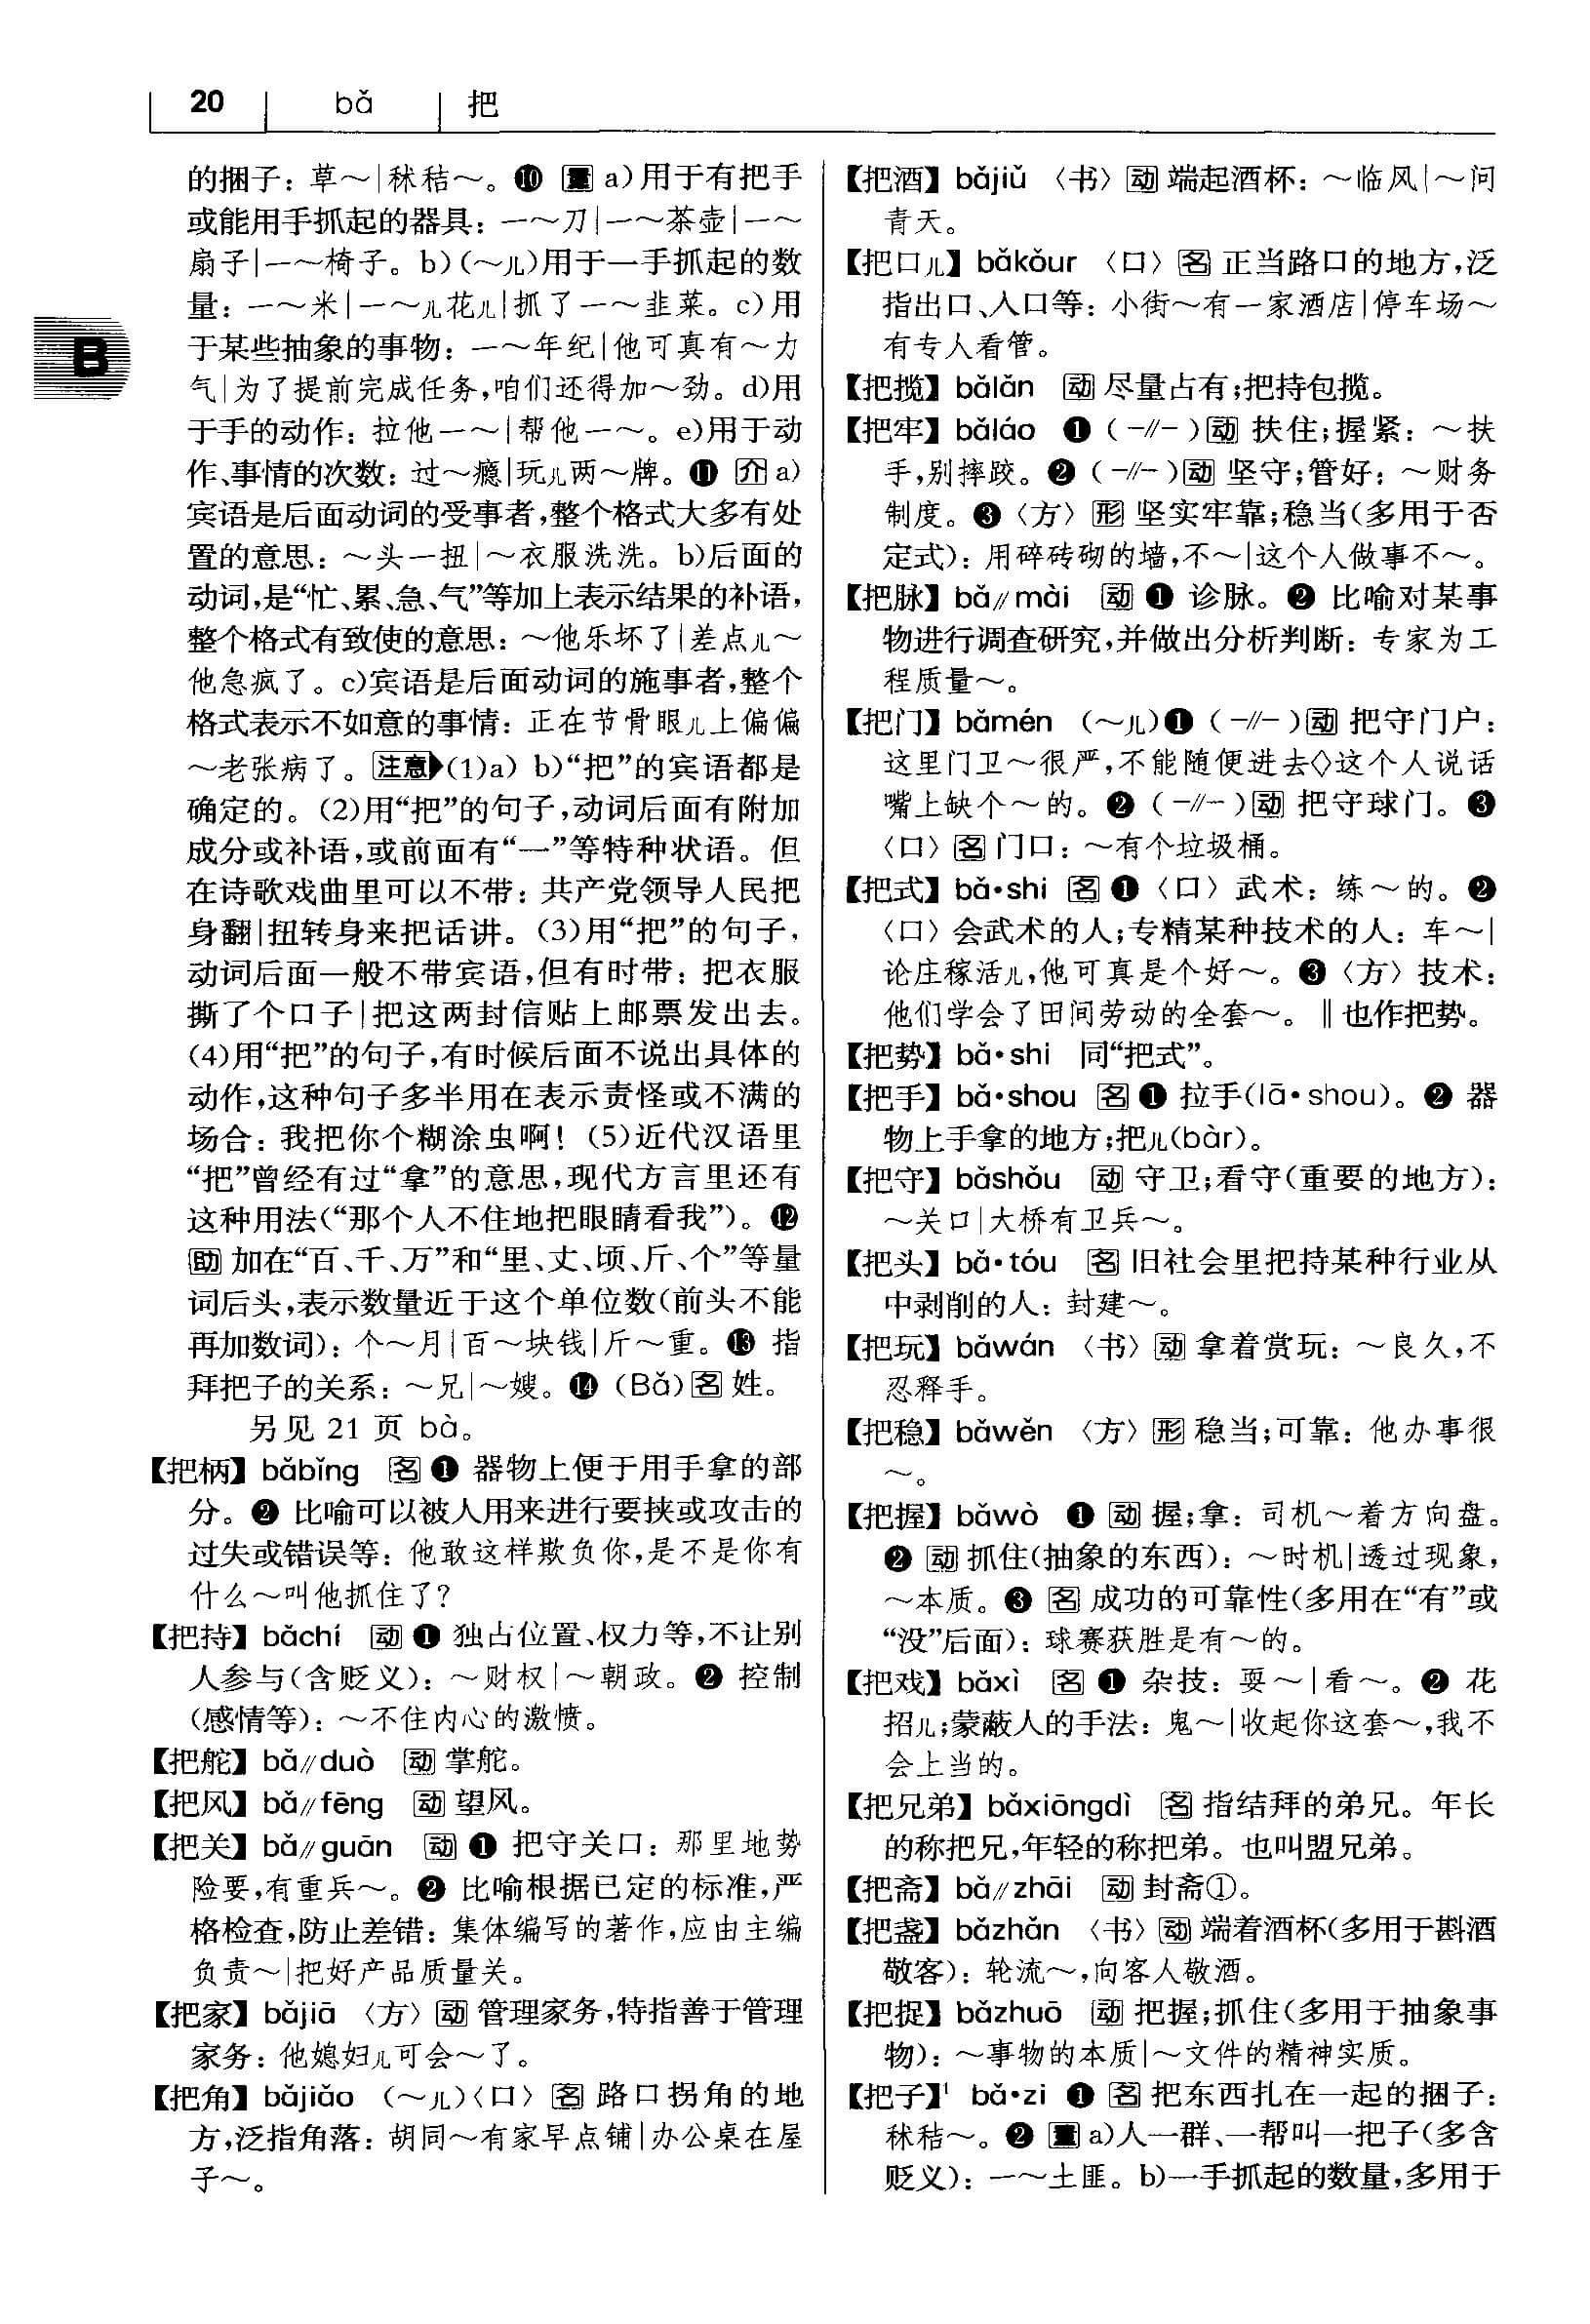 20 bǎ 把
B
的捆子：草～|秫秸～。❿ 量 a)用于有把手
或能用手抓起的器具：一～刀|一～茶壶|一～
扇子|一～椅子。b)(～儿)用于一手抓起的数
量：一～米|一～儿花儿|抓了一～韭菜。c)用
于某些抽象的事物：一～年纪|他可真有～力
气|为了提前完成任务，咱们还得加～劲。d)用
于手的动作：拉他一～|帮他一～。e)用于动
作、事情的次数：过～瘾|玩儿两～牌。⓫ 介 a)
宾语是后面动词的受事者，整个格式大多有处
置的意思：～头一扭|～衣服洗洗。b)后面的
动词，是“忙、累、急、气”等加上表示结果的补语，
整个格式有致使的意思：～他乐坏了|差点儿～
他急疯了。c)宾语是后面动词的施事者，整个
格式表示不如意的事情：正在节骨眼儿上偏偏
～老张病了。注意▶(1)a) b)“把”的宾语都是
确定的。(2)用“把”的句子，动词后面有附加
成分或补语，或前面有“一”等特种状语。但
在诗歌戏曲里可以不带：共产党领导人民把
身翻|扭转身来把话讲。(3)用“把”的句子，
动词后面一般不带宾语，但有时带：把衣服
撕了个口子|把这两封信贴上邮票发出去。
(4)用“把”的句子，有时候后面不说出具体的
动作，这种句子多半用在表示责怪或不满的
场合：我把你个糊涂虫啊！(5)近代汉语里
“把”曾经有过“拿”的意思，现代方言里还有
这种用法(“那个人不住地把眼睛看我”)。⓬
助 加在“百、千、万”和“里、丈、顷、斤、个”等量
词后头，表示数量近于这个单位数(前头不能
再加数词)：个～月|百～块钱|斤～重。⓭ 指
拜把子的关系：～兄|～嫂。⓮ (Bǎ)名 姓。
另见 21 页 bà。
【把柄】bǎbǐng 名 ❶ 器物上便于用手拿的部
分。❷ 比喻可以被人用来进行要挟或攻击的
过失或错误等：他敢这样欺负你，是不是你有
什么～叫他抓住了？
【把持】bǎchí 动 ❶ 独占位置、权力等，不让别
人参与(含贬义)：～财权|～朝政。❷ 控制
(感情等)：～不住内心的激愤。
【把舵】bǎ∥duò 动 掌舵。
【把风】bǎ∥fēng 动 望风。
【把关】bǎ∥guān 动 ❶ 把守关口：那里地势
险要，有重兵～。❷ 比喻根据已定的标准，严
格检查，防止差错：集体编写的著作，应由主编
负责～|把好产品质量关。
【把家】bǎjiā 〈方〉动 管理家务，特指善于管理
家务：他媳妇儿可会～了。
【把角】bǎjiǎo (～儿)〈口〉名 路口拐角的地
方，泛指角落：胡同～有家早点铺|办公桌在屋
子～。
【把酒】bǎjiǔ 〈书〉动 端起酒杯：～临风|～问
青天。
【把口儿】bǎkǒur 〈口〉名 正当路口的地方，泛
指出口、入口等：小街～有一家酒店|停车场～
有专人看管。
【把揽】bǎlǎn 动 尽量占有；把持包揽。
【把牢】bǎláo ❶ (-∥-)动 扶住；握紧：～扶
手，别摔跤。❷ (-∥-)动 坚守；管好：～财务
制度。❸〈方〉形 坚实牢靠；稳当(多用于否
定式)：用碎砖砌的墙，不～|这个人做事不～。
【把脉】bǎ∥mài 动 ❶ 诊脉。❷ 比喻对某事
物进行调查研究，并做出分析判断：专家为工
程质量～。
【把门】bǎmén (～儿)❶ (-∥-)动 把守门户：
这里门卫～很严，不能随便进去◇这个人说话
嘴上缺个～的。❷ (-∥-)动 把守球门。❸
〈口〉名 门口：～有个垃圾桶。
【把式】bǎ•shi 名 ❶〈口〉武术：练～的。❷
〈口〉会武术的人；专精某种技术的人：车～|
论庄稼活儿，他可真是个好～。❸〈方〉技术：
他们学会了田间劳动的全套～。‖也作把势。
【把势】bǎ•shi 同“把式”。
【把手】bǎ•shou 名 ❶ 拉手(lā•shou)。❷ 器
物上手拿的地方；把儿(bàr)。
【把守】bǎshǒu 动 守卫；看守(重要的地方)：
～关口|大桥有卫兵～。
【把头】bǎ•tóu 名 旧社会里把持某种行业从
中剥削的人：封建～。
【把玩】bǎwán 〈书〉动 拿着赏玩：～良久，不
忍释手。
【把稳】bǎwěn 〈方〉形 稳当；可靠：他办事很
～。
【把握】bǎwò ❶ 动 握；拿：司机～着方向盘。
❷ 动 抓住(抽象的东西)：～时机|透过现象，
～本质。❸ 名 成功的可靠性(多用在“有”或
“没”后面)：球赛获胜是有～的。
【把戏】bǎxì 名 ❶ 杂技：耍～|看～。❷ 花
招儿；蒙蔽人的手法：鬼～|收起你这套～，我不
会上当的。
【把兄弟】bǎxiōngdì 名 指结拜的弟兄。年长
的称把兄，年轻的称把弟。也叫盟兄弟。
【把斋】bǎ∥zhāi 动 封斋①。
【把盏】bǎzhǎn 〈书〉动 端着酒杯(多用于斟酒
敬客)：轮流～，向客人敬酒。
【把捉】bǎzhuō 动 把握；抓住(多用于抽象事
物)：～事物的本质|～文件的精神实质。
【把子】¹ bǎ•zi ❶ 名 把东西扎在一起的捆子：
秫秸～。❷ 量 a)人一群、一帮叫一把子(多含
贬义)：一～土匪。b)一手抓起的数量，多用于